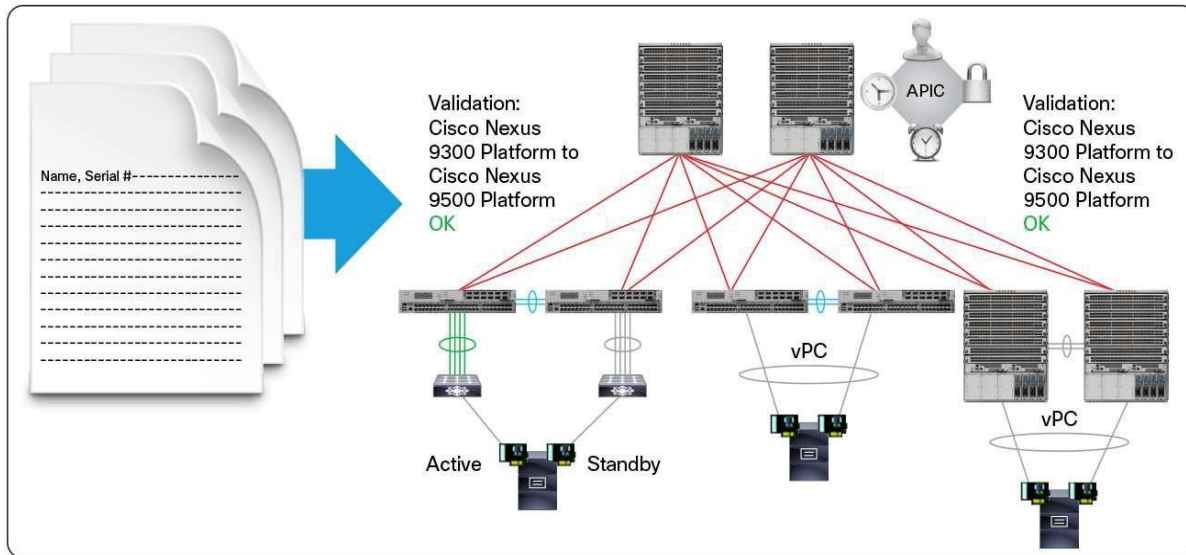 Name, Serial #
Validation:
Cisco Nexus
9300 Platform to
Cisco Nexus
9500 Platform
OK
APIC
Validation:
Cisco Nexus
9300 Platform to
Cisco Nexus
9500 Platform
OK
vPC
vPC
Active
Standby